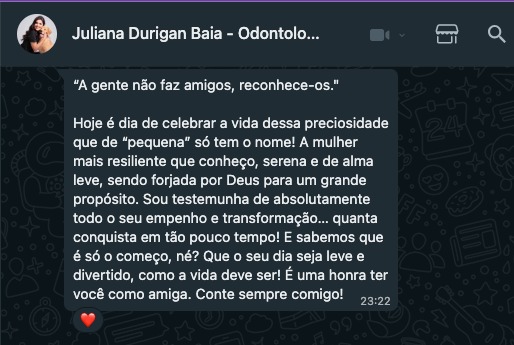 Juliana Durigan Baia - Odontolo...
“A gente não faz amigos, reconhece-os."
Hoje é dia de celebrar a vida dessa preciosidade
que de “pequena” só tem o nome! A mulher
mais resiliente que conheço, serena e de alma
leve, sendo forjada por Deus para um grande
propósito. Sou testemunha de absolutamente
todo o seu empenho e transformação... quanta
conquista em tão pouco tempo! E sabemos que
é só o começo, né? Que o seu dia seja leve e
divertido, como a vida deve ser! É uma honra ter
você como amiga. Conte sempre comigo!
23:22